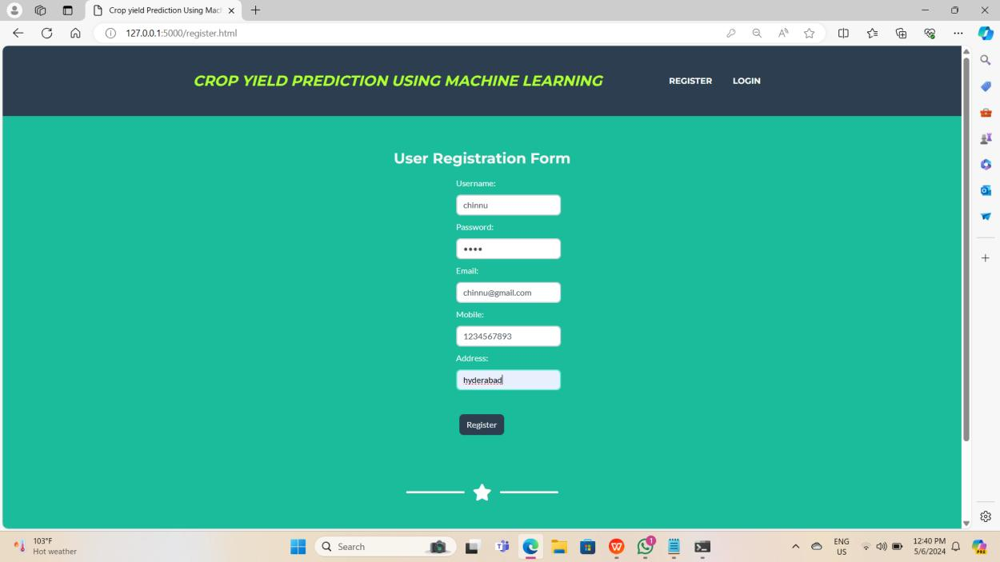 Crop yield Prediction Using Mach
127.0.0.1:5000/register.html
CROP YIELD PREDICTION USING MACHINE LEARNING
REGISTER
LOGIN
User Registration Form
Username:
chinnu
Password:
••••
Email:
chinnu@gmail.com
Mobile:
1234567893
Address:
hyderabad
Register
103°F
Hot weather
Search
1
ENG
US
12:40 PM
5/6/2024
PRE